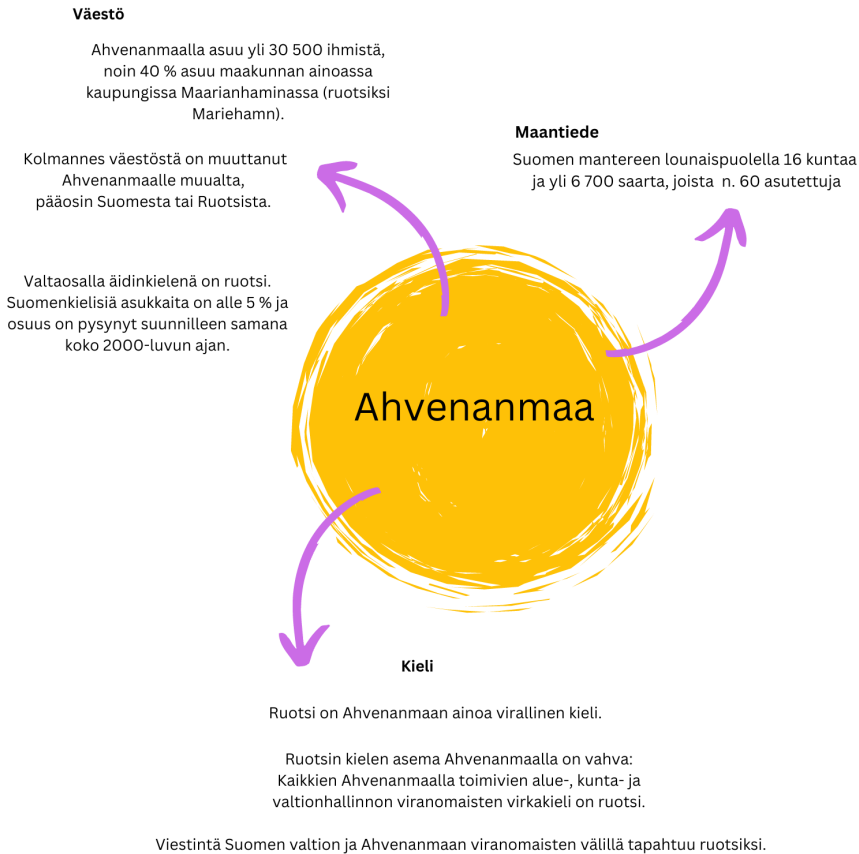 Väestö
Ahvenanmaalla asuu yli 30 500 ihmistä,
noin 40 % asuu maakunnan ainoassa
kaupungissa Maarianhaminassa (ruotsiksi
Mariehamn).
Kolmannes väestöstä on muuttanut
Ahvenanmaalle muualta,
pääosin Suomesta tai Ruotsista.
Valtaosalla äidinkielenä on ruotsi.
Suomenkielisiä asukkaita on alle 5 % ja
osuus on pysynyt suunnilleen samana
koko 2000-luvun ajan.
Maantiede
Suomen mantereen lounaispuolella 16 kuntaa
ja yli 6 700 saarta, joista n. 60 asutettuja
Ahvenanmaa
Kieli
Ruotsi on Ahvenanmaan ainoa virallinen kieli.
Ruotsin kielen asema Ahvenanmaalla on vahva:
Kaikkien Ahvenanmaalla toimivien alue-, kunta- ja
valtionhallinnon viranomaisten virkakieli on ruotsi.
Viestintä Suomen valtion ja Ahvenanmaan viranomaisten välillä tapahtuu ruotsiksi.